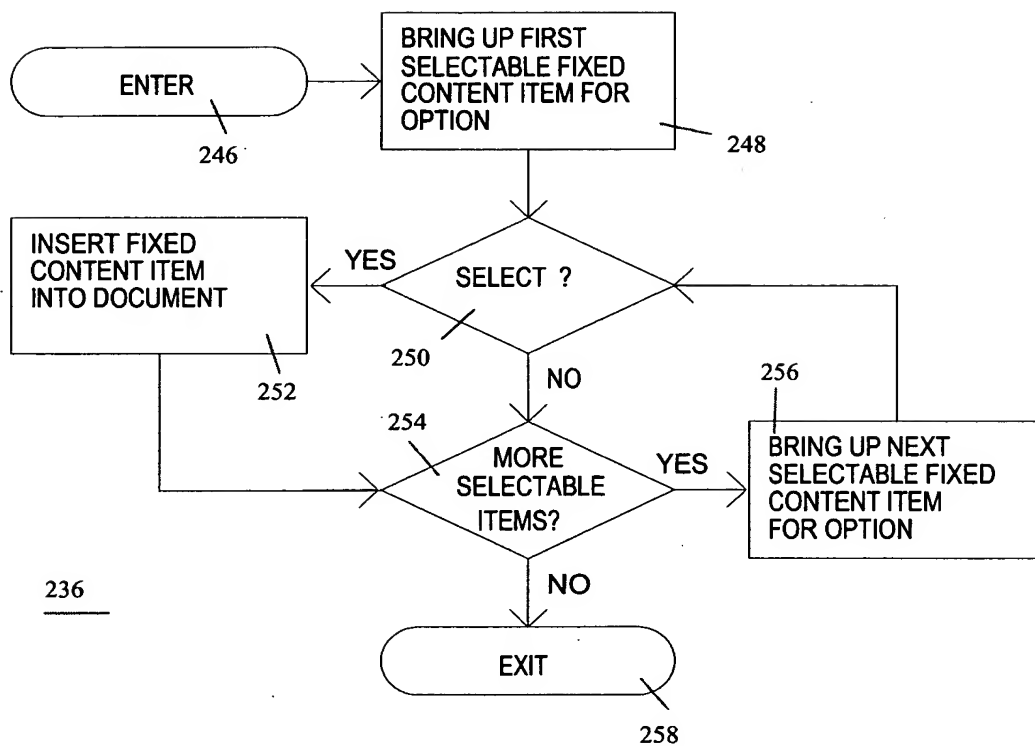 ENTER
246
BRING UP FIRST
SELECTABLE FIXED
CONTENT ITEM FOR
OPTION
248
INSERT FIXED
CONTENT ITEM
INTO DOCUMENT
252
YES
SELECT ?
250
NO
254
MORE
SELECTABLE
ITEMS?
YES
256
BRING UP NEXT
SELECTABLE FIXED
CONTENT ITEM
FOR OPTION
NO
236
EXIT
258